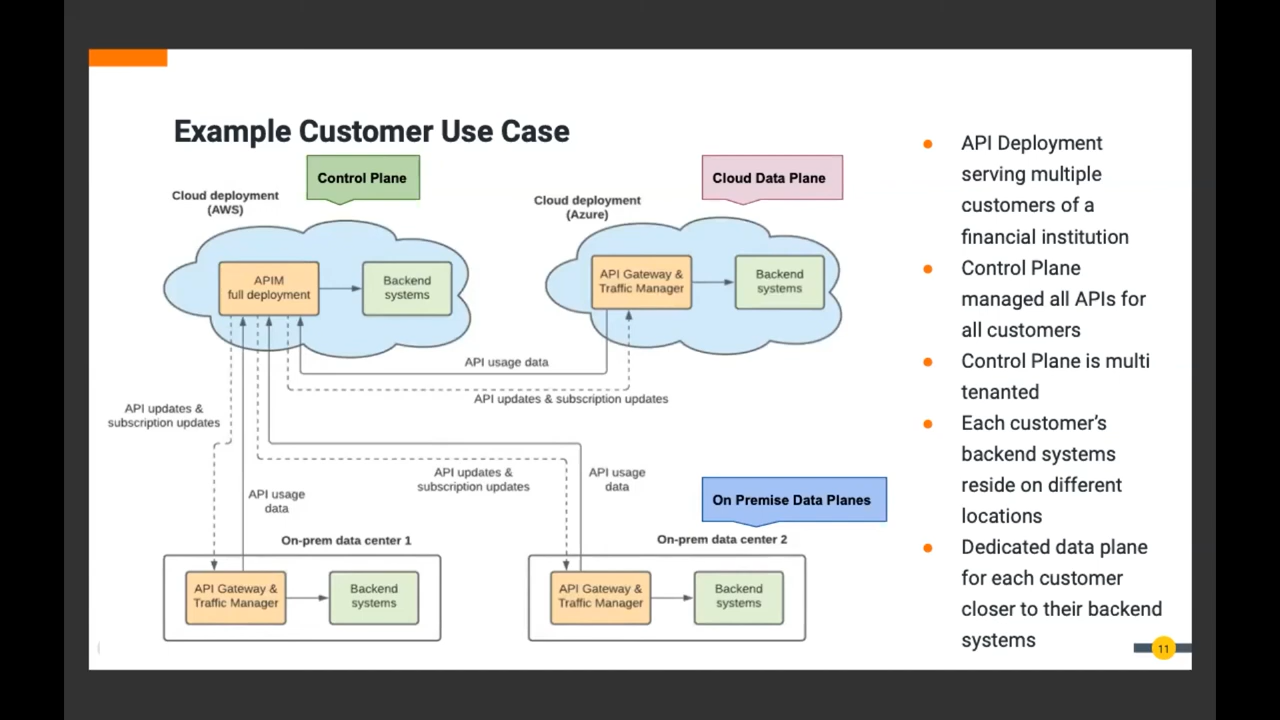 Example Customer Use Case
Control Plane
Cloud deployment
(AWS)
APIM
full deployment
Backend
systems
Cloud Data Plane
Cloud deployment
(Azure)
API Gateway &
Traffic Manager
Backend
systems
API usage data
API updates & subscription updates
API updates &
subscription updates
API usage
data
API updates &
subscription updates
API usage
data
On Premise Data Planes
On-prem data center 1
API Gateway &
Traffic Manager
Backend
systems
On-prem data center 2
API Gateway &
Traffic Manager
Backend
systems
● API Deployment
serving multiple
customers of a
financial institution
● Control Plane
managed all APIs for
all customers
● Control Plane is multi
tenanted
● Each customer’s
backend systems
reside on different
locations
● Dedicated data plane
for each customer
closer to their backend
systems
11